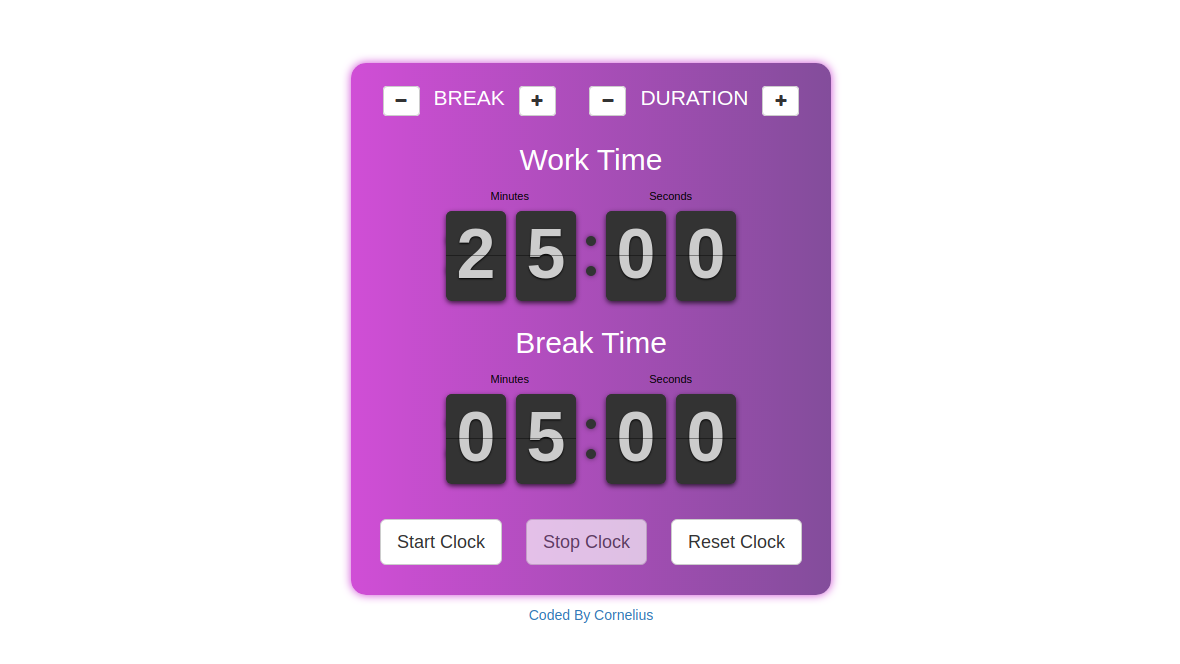 − BREAK + − DURATION +
Work Time
Minutes Seconds
25:00
Break Time
Minutes Seconds
05:00
Start Clock Stop Clock Reset Clock
Coded By Cornelius